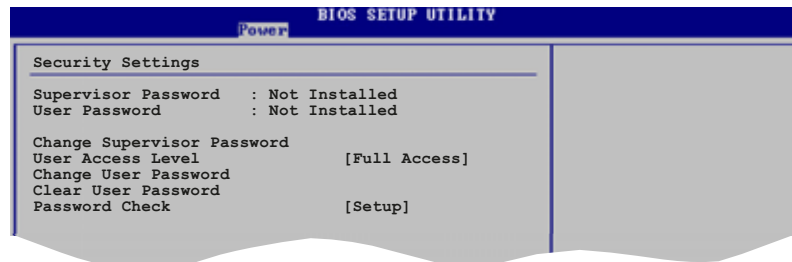 BIOS SETUP UTILITY
Power
Security Settings
Supervisor Password : Not Installed
User Password : Not Installed
Change Supervisor Password
User Access Level [Full Access]
Change User Password
Clear User Password
Password Check [Setup]